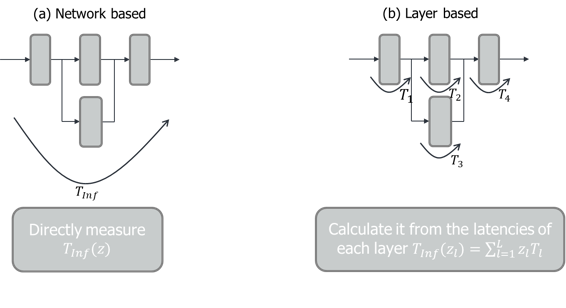 (a) Network based
(b) Layer based
T_1
T_2
T_4
T_3
T_{Inf}
Directly measure
T_{Inf}(z)
Calculate it from the latencies of
each layer T_{Inf}(z_l) = \sum_{l=1}^{L} z_l T_l